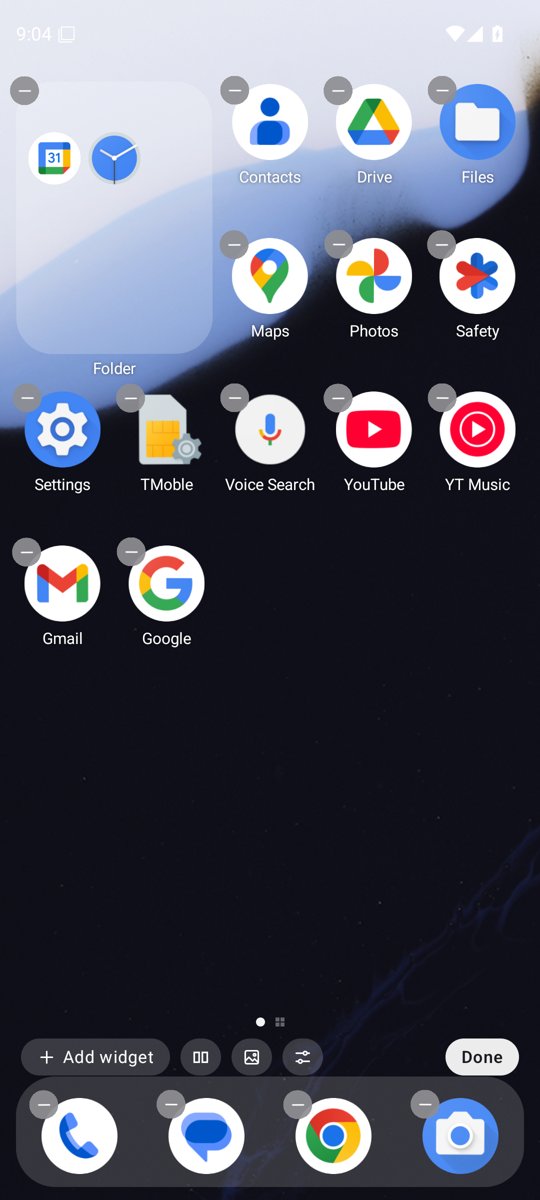 9:04
31
Contacts
Drive
Files
Maps
Photos
Safety
Folder
Settings
TMoble
Voice Search
YouTube
YT Music
Gmail
Google
+ Add widget
Done